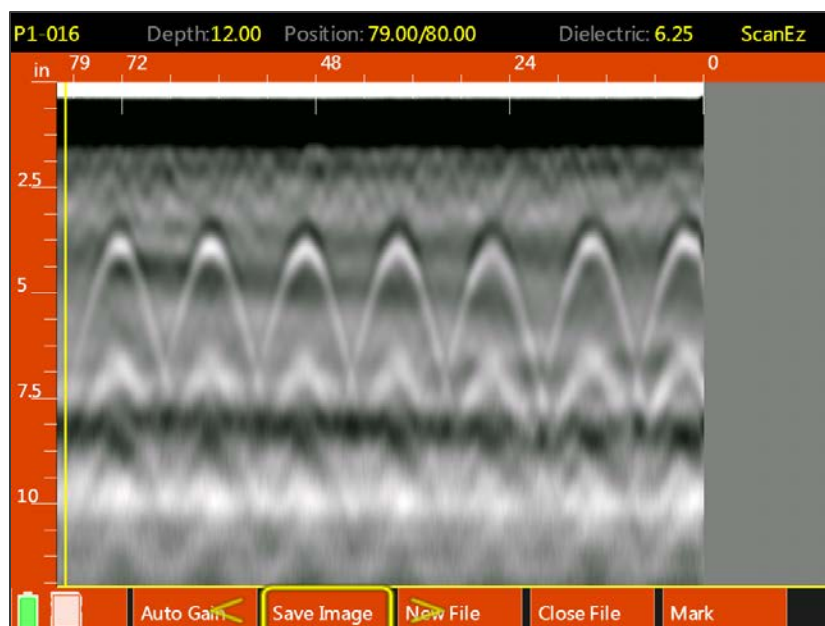 P1-016 Depth:12.00 Position: 79.00/80.00 Dielectric: 6.25 ScanEz
in 79 72 48 24 0
2.5
5
7.5
10
Auto Gain < Save Image > New File Close File Mark